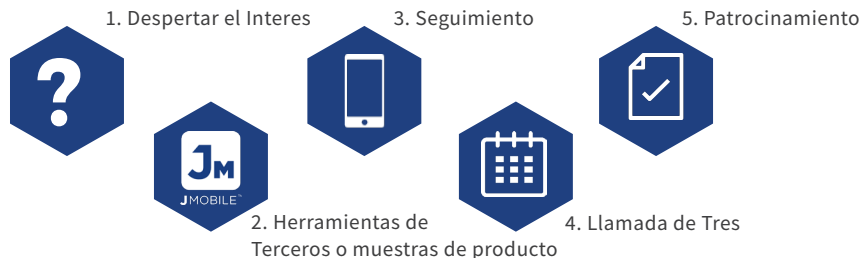 1. Despertar el Interes
3. Seguimiento
5. Patrocinamiento
?
JM
JMOBILE™
2. Herramientas de
Terceros o muestras de producto
4. Llamada de Tres